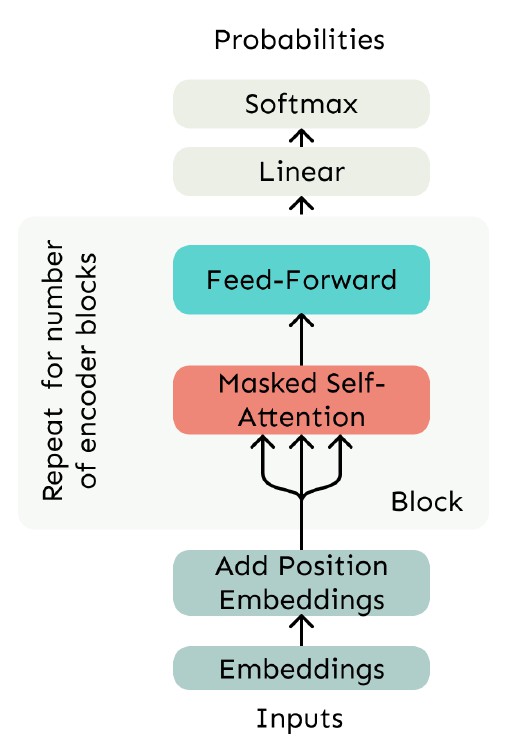 Probabilities
Softmax
Linear
Feed-Forward
Repeat for number
of encoder blocks
Masked Self-
Attention
Block
Add Position
Embeddings
Embeddings
Inputs